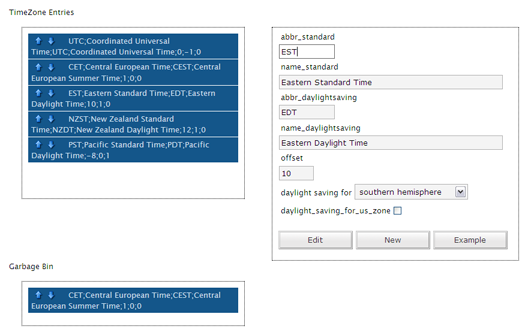 TimeZone Entries
UTC;Coordinated Universal
Time;UTC;Coordinated Universal Time;0;-1;0
CET;Central European Time;CEST;Central
European Summer Time;1;0;0
EST;Eastern Standard Time;EDT;Eastern
Daylight Time;10;1;0
NZST;New Zealand Standard
Time;NZDT;New Zealand Daylight Time;12;1;0
PST;Pacific Standard Time;PDT;Pacific
Daylight Time;-8;0;1
abbr_standard
EST
name_standard
Eastern Standard Time
abbr_daylightsaving
EDT
name_dayligtsaving
Eastern Daylight Time
offset
10
daylight saving for southern hemisphere
daylight_saving_for_us_zone
Edit New Example
Garbage Bin
CET;Central European Time;CEST;Central
European Summer Time;1;0;0